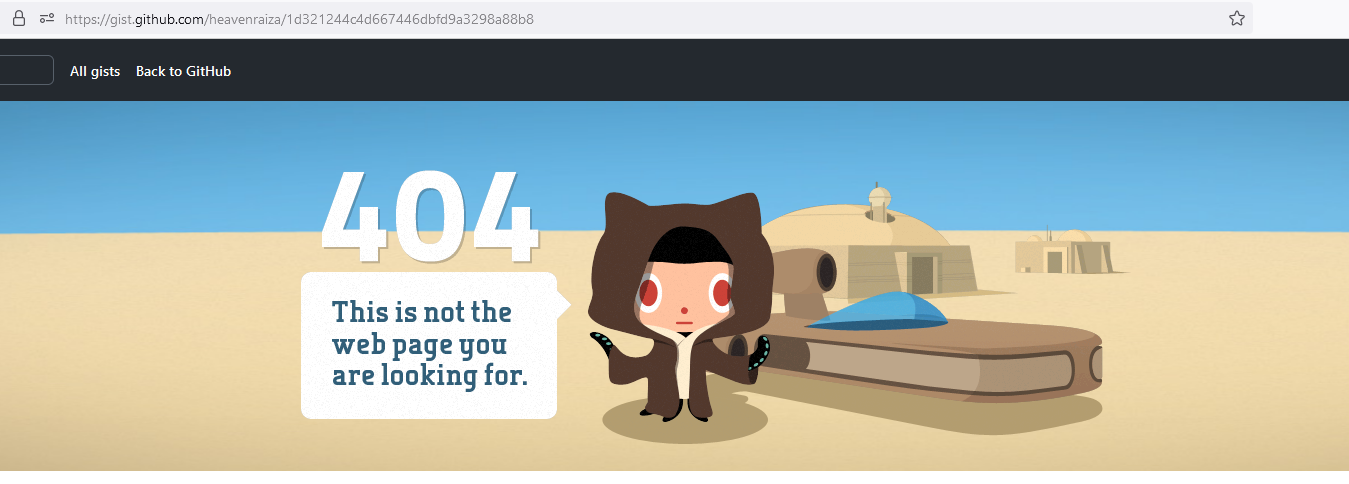 https://gist.github.com/heavenraiza/1d321244c4d667446dbfd9a3298a88b8
All gists Back to GitHub
404
This is not the
web page you
are looking for.